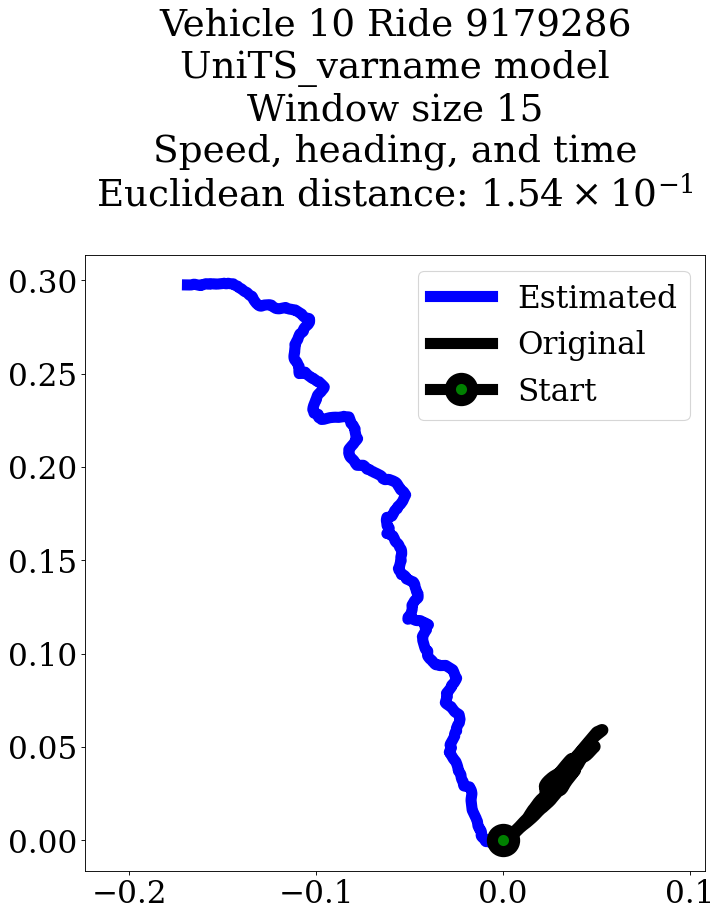 Vehicle 10 Ride 9179286
UniTS_varname model
Window size 15
Speed, heading, and time
Euclidean distance: 1.54 × 10⁻¹
0.30
0.25
0.20
0.15
0.10
0.05
0.00
Estimated
Original
Start
−0.2
−0.1
0.0
0.1